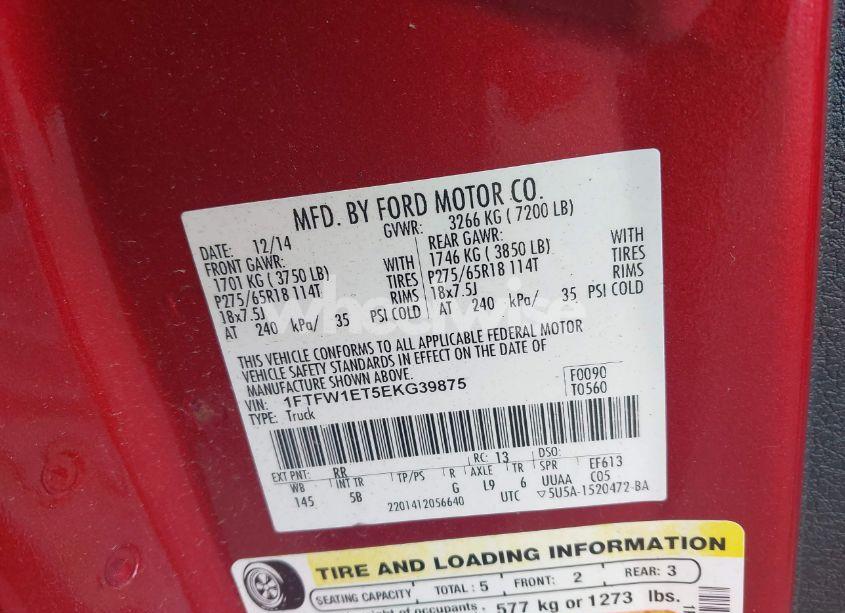 MFD. BY FORD MOTOR CO.
DATE: 12/14 GVWR: 3266 KG ( 7200 LB)
FRONT GAWR: REAR GAWR:
1701 KG ( 3750 LB) WITH 1746 KG ( 3850 LB) WITH
P275/65R18 114T TIRES P275/65R18 114T TIRES
18x7.5J RIMS 18x7.5J RIMS
AT 240 kPa/ 35 PSI COLD AT 240 kPa/ 35 PSI COLD
THIS VEHICLE CONFORMS TO ALL APPLICABLE FEDERAL MOTOR
VEHICLE SAFETY STANDARDS IN EFFECT ON THE DATE OF
MANUFACTURE SHOWN ABOVE.
VIN: 1FTFW1ET5EKG39875 F0090
TYPE: Truck T0560
EXT PNT: RR RC: 13 DSO:
WB INT TR TP/PS R AXLE TR SPR EF613
145 5B G L9 6 UUAA C05
2201412056640 UTC ▽5U5A-1520472-BA
TIRE AND LOADING INFORMATION
SEATING CAPACITY TOTAL: 5 FRONT: 2 REAR: 3
of occupants 577 kg or 1273 lbs.
wheelwise